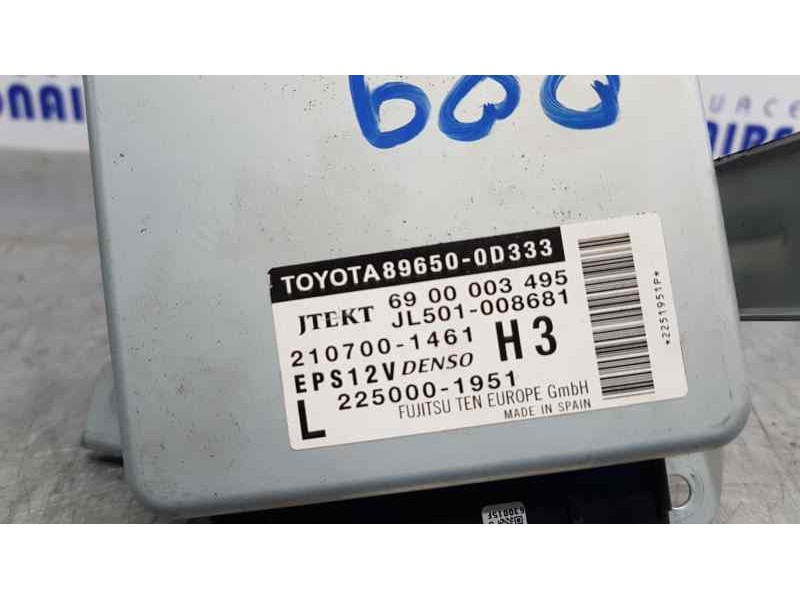 600
TOYOTA89650-0D333
JTEKT 69 00 003 495
JL501-008681
210700-1461 H3
EPS12V DENSO
L 225000-1951
FUJITSU TEN EUROPE GmbH
MADE IN SPAIN
*2251951P*